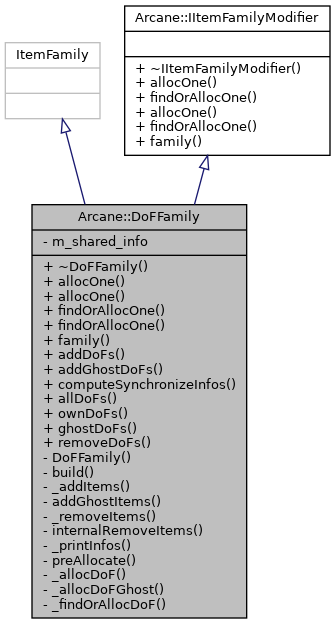 ItemFamily
Arcane::IItemFamilyModifier
+ ~IItemFamilyModifier()
+ allocOne()
+ findOrAllocOne()
+ allocOne()
+ findOrAllocOne()
+ family()
Arcane::DoFFamily
- m_shared_info
+ ~DoFFamily()
+ allocOne()
+ allocOne()
+ findOrAllocOne()
+ findOrAllocOne()
+ family()
+ addDoFs()
+ addGhostDoFs()
+ computeSynchronizeInfos()
+ allDoFs()
+ ownDoFs()
+ ghostDoFs()
+ removeDoFs()
- DoFFamily()
- build()
- _addItems()
- addGhostItems()
- _removeItems()
- internalRemoveItems()
- _printInfos()
- preAllocate()
- _allocDoF()
- _allocDoFGhost()
- _findOrAllocDoF()